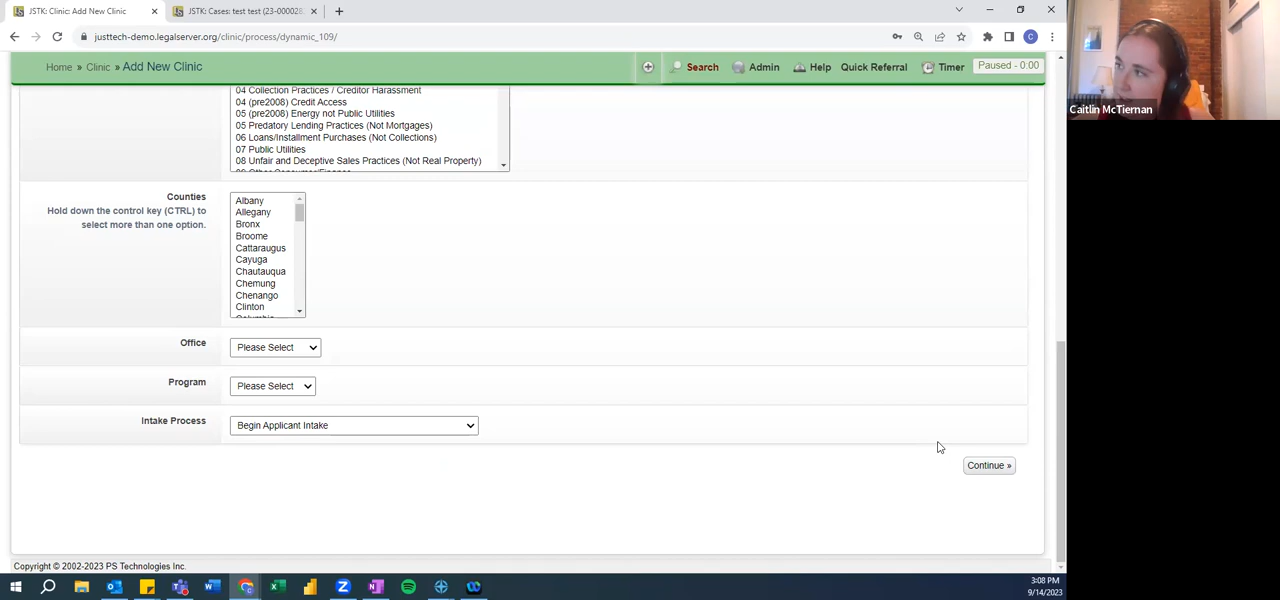 JSTK: Clinic: Add New Clinic
JSTK: Cases: test test (23-0000028
justtech-demo.legalserver.org/clinic/process/dynamic_109/
C
Home » Clinic » Add New Clinic
Search
Admin
Help
Quick Referral
Timer
Paused - 0:00
Caitlin McTiernan
04 Collection Practices / Creditor Harassment
04 (pre2008) Credit Access
05 (pre2008) Energy not Public Utilities
05 Predatory Lending Practices (Not Mortgages)
06 Loans/Installment Purchases (Not Collections)
07 Public Utilities
08 Unfair and Deceptive Sales Practices (Not Real Property)
09 Other Consumer/Finance
Counties
Hold down the control key (CTRL) to
select more than one option.
Albany
Allegany
Bronx
Broome
Cattaraugus
Cayuga
Chautauqua
Chemung
Chenango
Clinton
Columbia
Office
Please Select
Program
Please Select
Intake Process
Begin Applicant Intake
Continue »
Copyright © 2002-2023 PS Technologies Inc.
3:08 PM
9/14/2023